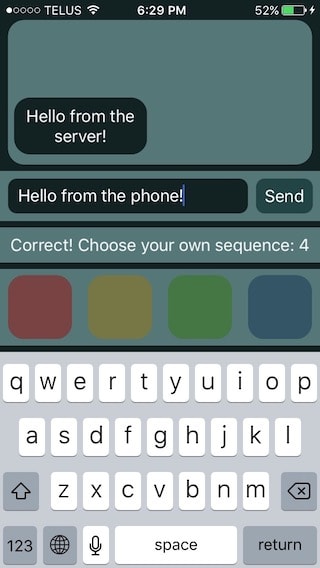 TELUS 6:29 PM 52%
Hello from the
server!
Hello from the phone! Send
Correct! Choose your own sequence: 4
q w e r t y u i o p
a s d f g h j k l
z x c v b n m
123 space return